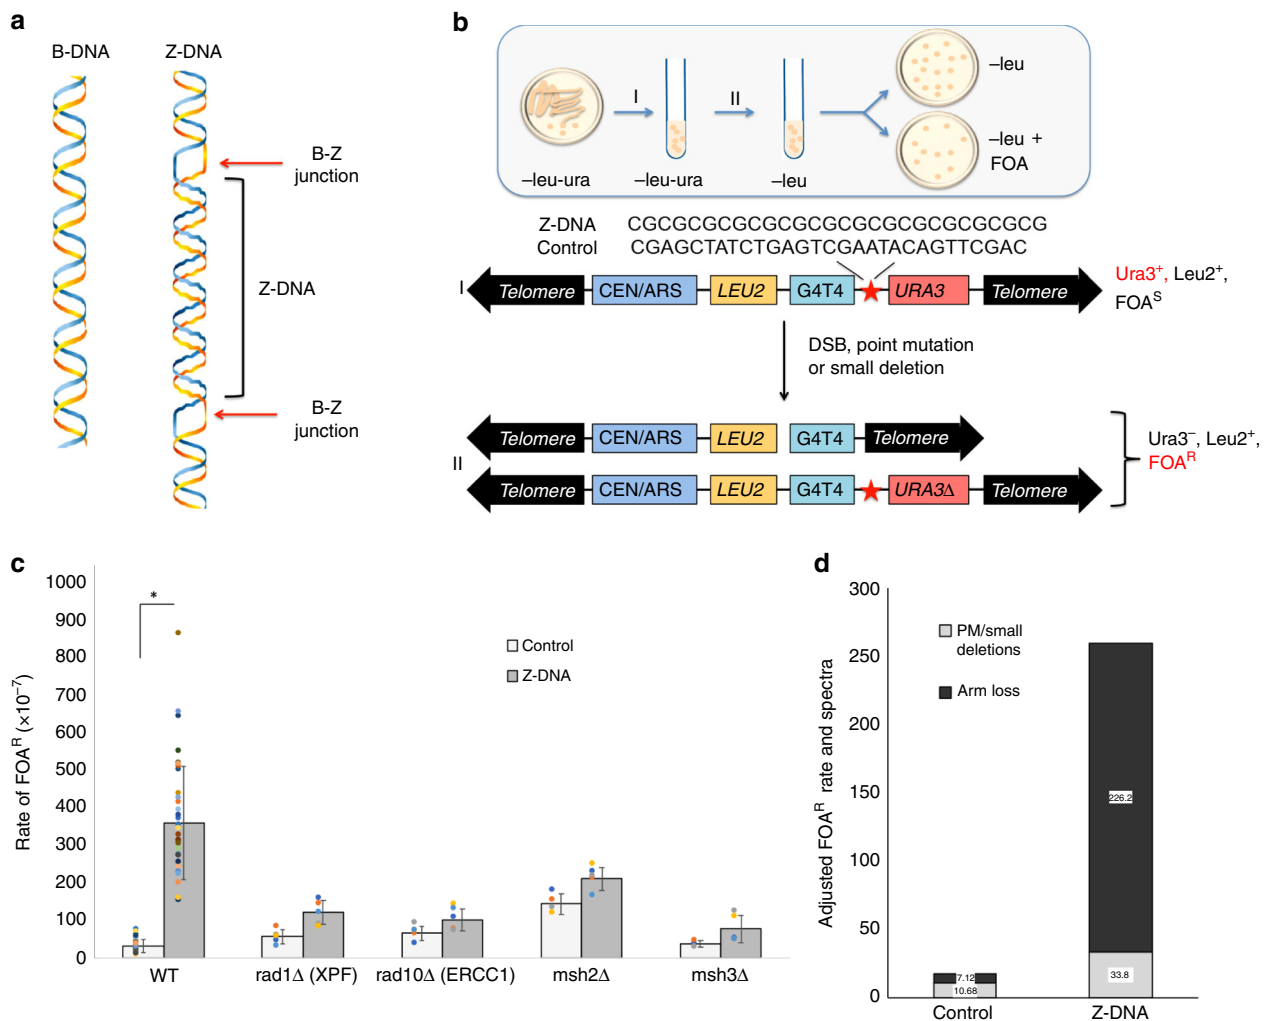 a
B-DNA
Z-DNA
B-Z
junction
Z-DNA
B-Z
junction
b
I
II
–leu-ura
–leu-ura
–leu
–leu
–leu +
FOA
Z-DNA CGCGCGCGCGCGCGCGCGCGCGCGCGCG
Control CGAGCTATCTGAGTCGAATACAGTTCGAC
I
Telomere
CEN/ARS
LEU2
G4T4
URA3
Telomere
Ura3+, Leu2+,
FOAS
DSB, point mutation
or small deletion
II
Telomere
CEN/ARS
LEU2
G4T4
Telomere
Telomere
CEN/ARS
LEU2
G4T4
URA3Δ
Telomere
Ura3–, Leu2+,
FOAR
c
Rate of FOAR (×10–7)
1000
900
800
700
600
500
400
300
200
100
0
*
Control
Z-DNA
WT
rad1Δ (XPF)
rad10Δ (ERCC1)
msh2Δ
msh3Δ
d
Adjusted FOAR rate and spectra
300
250
200
150
100
50
0
PM/small
deletions
Arm loss
7.12
10.68
226.2
33.8
Control
Z-DNA